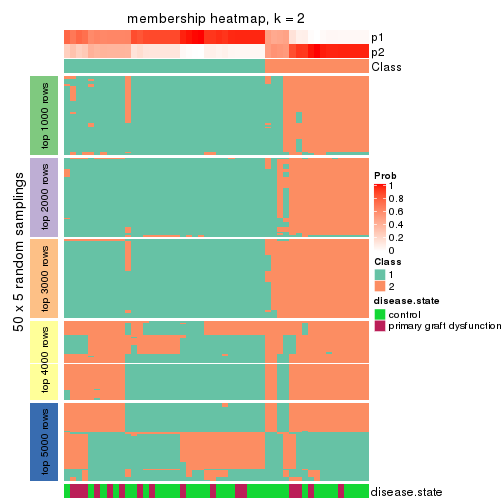 membership heatmap, k = 2
p1
p2
Class
50 x 5 random samplings
top 1000 rows
top 2000 rows
top 3000 rows
top 4000 rows
top 5000 rows
Prob
1
0.8
0.6
0.4
0.2
0
Class
1
2
disease.state
control
primary graft dysfunction
disease.state